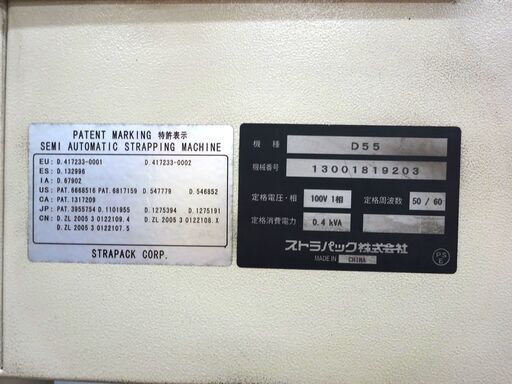 PATENT MARKING 特許表示
SEMI AUTOMATIC STRAPPING MACHINE
EU: D.417233-0001 D.417233-0002
ES: D.132996
IA: D.67902
US: PAT.6668516 PAT.6817159 D.547779 D.546852
CA: PAT.1317209
JP: PAT.3955754 D.1101955 D.1275394 D.1275191
CN: D.ZL 2005 3 0122109.4 D.ZL 2005 3 0122108.X
D.ZL 2005 3 0122107.5
STRAPACK CORP.
機種 D55
機械番号 13001819203
定格電圧・相 100V 1相 定格周波数 50/60
定格消費電力 0.4 kVA
ストラパック株式会社
MADE IN CHINA
PS
E